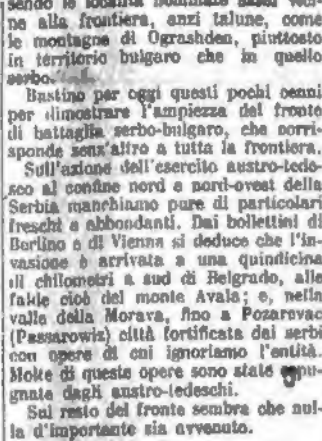 sendo le località nominate assai vici-
ne alla frontiera, anzi talune, come
le montagne di Ograshden, piuttosto
in territorio bulgaro che in quello
serbo.
Bastino per oggi questi pochi cenni
per dimostrare l'ampiezza del fronte
di battaglia serbo-bulgaro, che corri-
sponde senz'altro a tutta la frontiera.
Sull'azione dell'esercito austro-tede-
sco al confine nord e nord-ovest della
Serbia manchiamo pure di particolari
freschi e abbondanti. Dai bollettini di
Berlino e di Vienna si deduce che l'in-
vasione è arrivata a una quindicina
di chilometri a sud di Belgrado, alle
falde cioè del monte Avala; e, nella
valle della Morava, fino a Pozarevac
(Passarowiz) città fortificata dai serbi
con opere di cui ignoriamo l'entità.
Molte di queste opere sono state espu-
gnate dagli austro-tedeschi.
Sul resto del fronte sembra che nul-
la d'importante sia avvenuto.